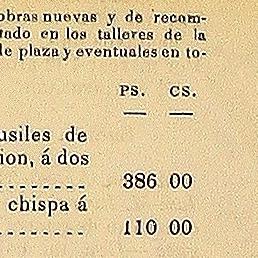 obras nuevas y de recom-
tado en los talleres de la
de plaza y eventuales en to-
PS. CS.
usiles de
ion, á dos
386 00
chispa á
110 00